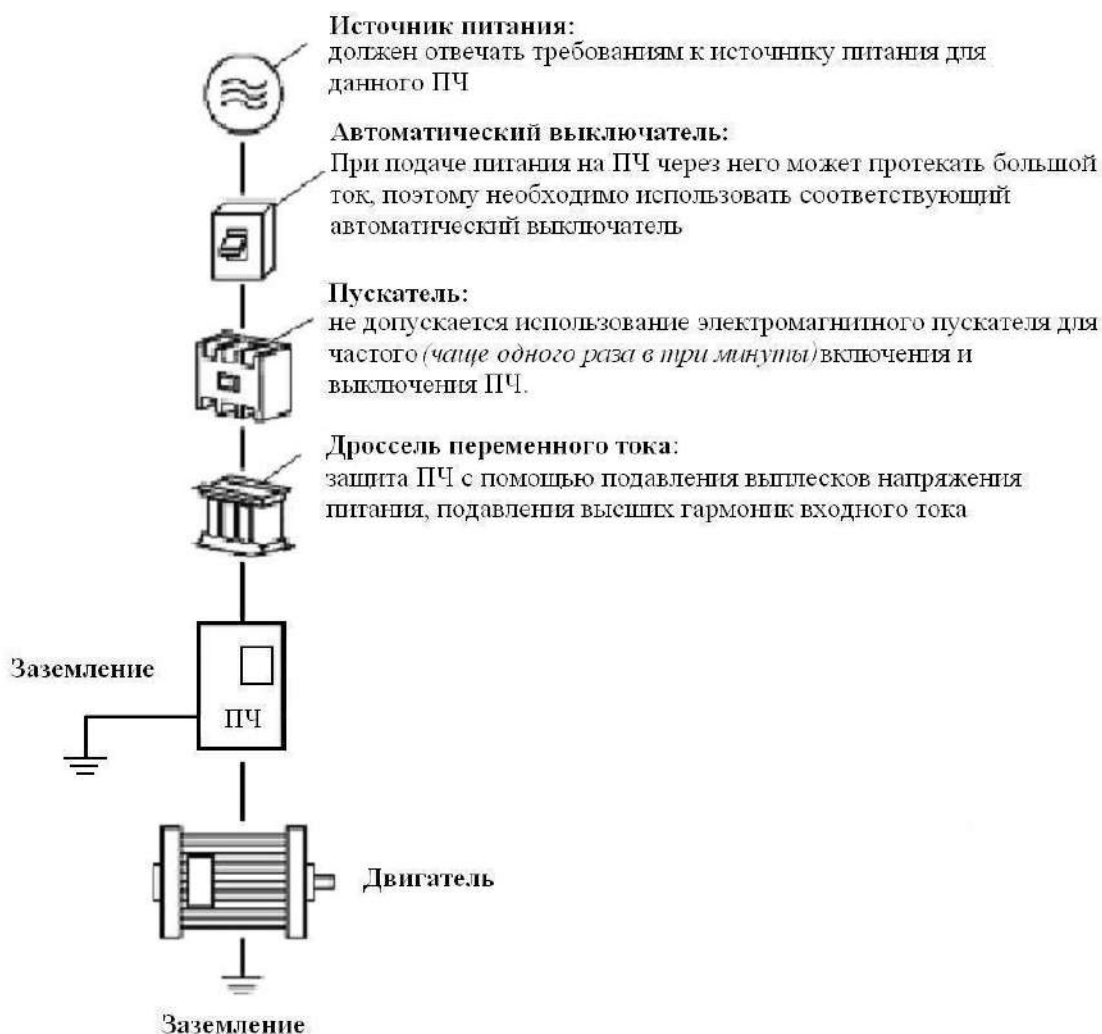 Источник питания:
должен отвечать требованиям к источнику питания для
данного ПЧ
Автоматический выключатель:
При подаче питания на ПЧ через него может протекать большой
ток, поэтому необходимо использовать соответствующий
автоматический выключатель
Пускатель:
не допускается использование электромагнитного пускателя для
частого (чаще одного раза в три минуты) включения и
выключения ПЧ.
Дроссель переменного тока:
защита ПЧ с помощью подавления выплесков напряжения
питания, подавления высших гармоник входного тока
Заземление
ПЧ
Двигатель
Заземление